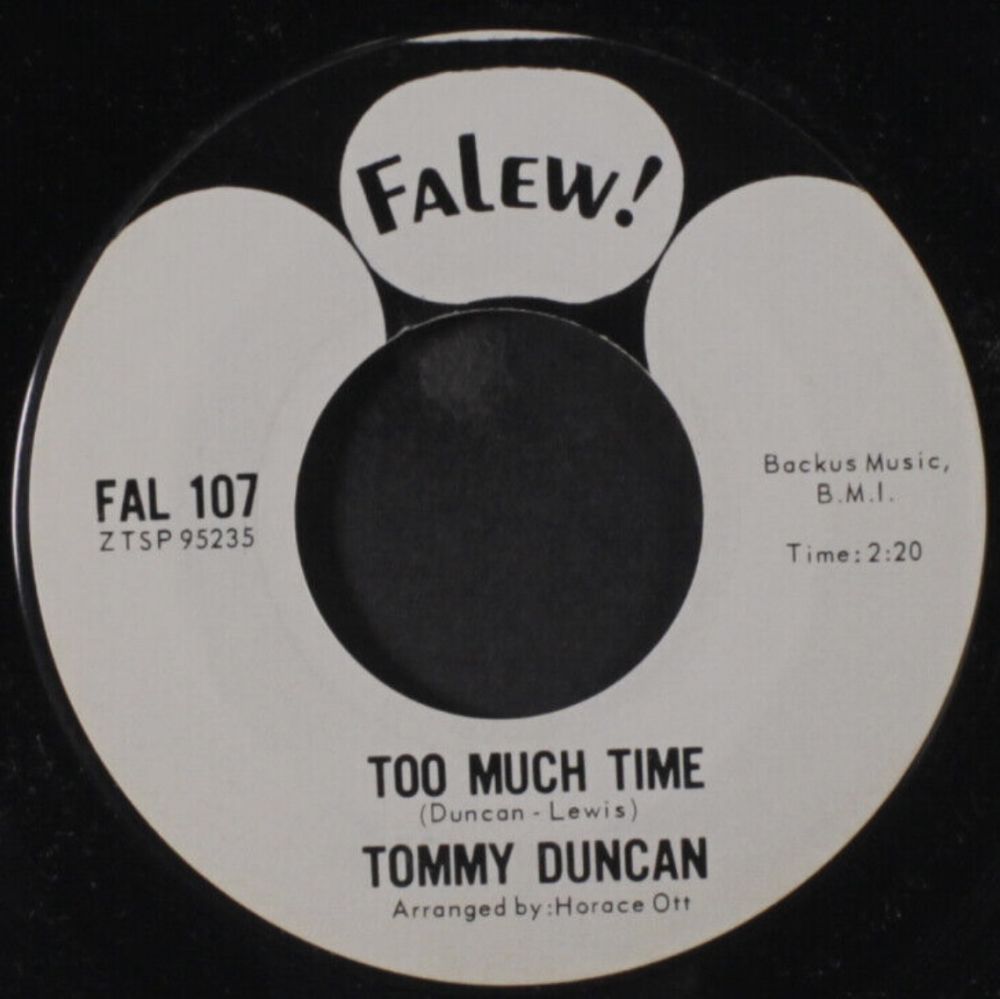 FALEW!
FAL 107
ZTSP 95235
Backus Music,
B.M.I.
Time: 2:20
TOO MUCH TIME
(Duncan - Lewis)
TOMMY DUNCAN
Arranged by: Horace Ott